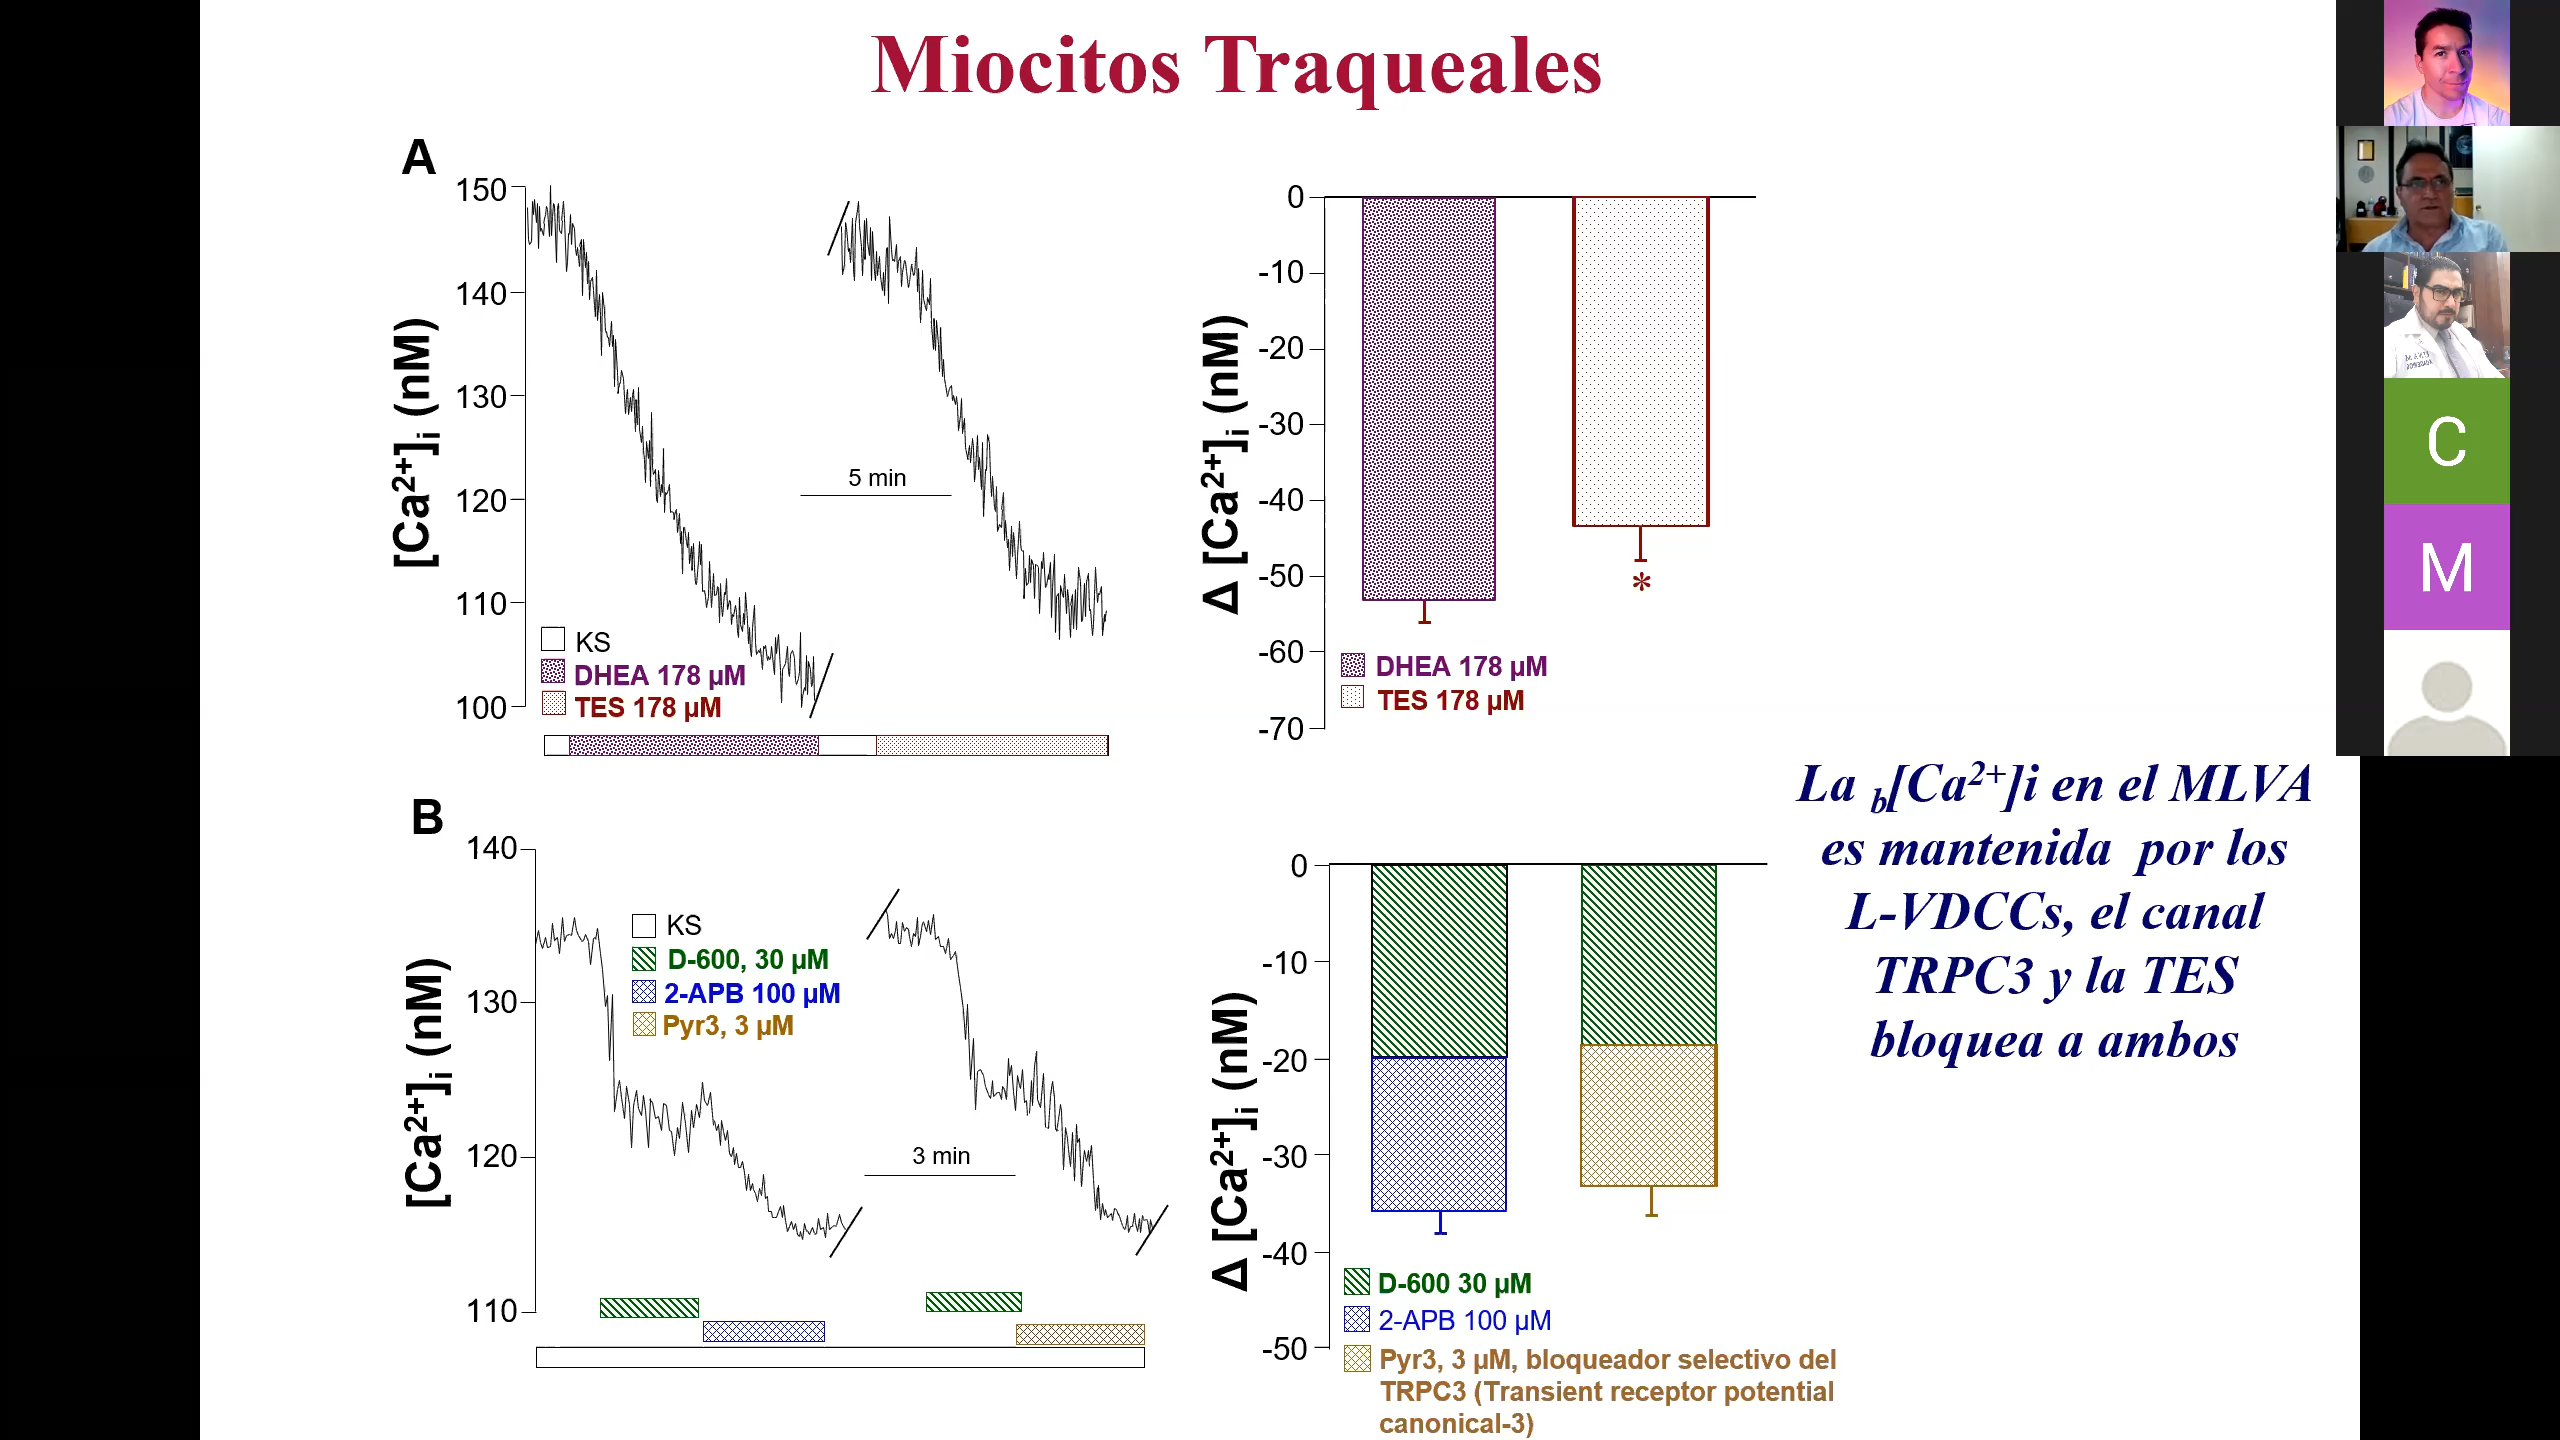 Miocitos Traqueales
A
150
140
130
120
110
100
[Ca²⁺]ᵢ (nM)
5 min
KS
DHEA 178 µM
TES 178 µM
0
-10
-20
-30
-40
-50
-60
-70
Δ [Ca²⁺]ᵢ (nM)
*
DHEA 178 µM
TES 178 µM
B
140
130
120
110
[Ca²⁺]ᵢ (nM)
KS
D-600, 30 µM
2-APB 100 µM
Pyr3, 3 µM
3 min
0
-10
-20
-30
-40
-50
Δ [Ca²⁺]ᵢ (nM)
D-600 30 µM
2-APB 100 µM
Pyr3, 3 µM, bloqueador selectivo del
TRPC3 (Transient receptor potential
canonical-3)
La b[Ca²⁺]i en el MLVA
es mantenida por los
L-VDCCs, el canal
TRPC3 y la TES
bloquea a ambos
C
M